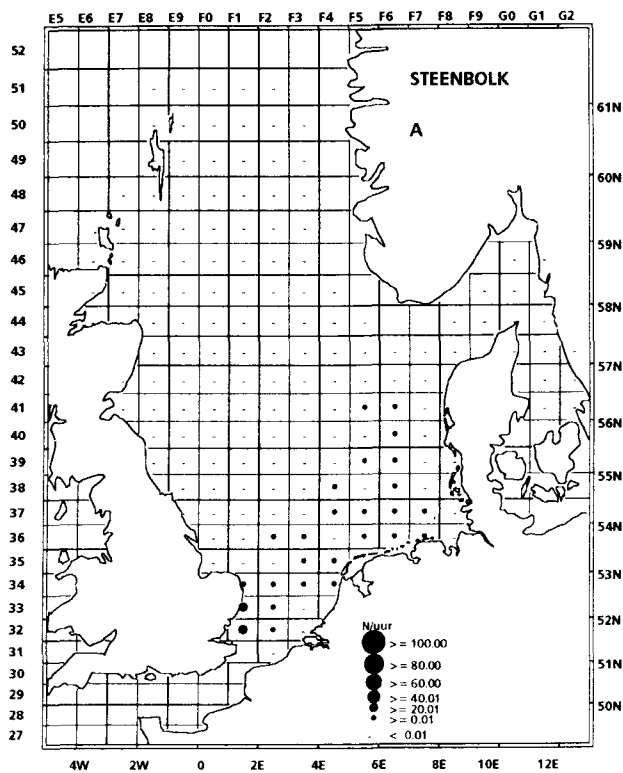 E5 E6 E7 E8 E9 F0 F1 F2 F3 F4 F5 F6 F7 F8 F9 G0 G1 G2
52
STEENBOLK
51
61N
50
A
49
60N
48
47
59N
46
45
58N
44
43
57N
42
41
56N
40
39
55N
38
37
54N
36
35
53N
34
33
N/uur
52N
32
>= 100.00
31
>= 80.00
51N
30
>= 60.00
29
>= 40.01
50N
28
>= 20.01
>= 0.01
27
< 0.01
4W 2W 0 2E 4E 6E 8E 10E 12E